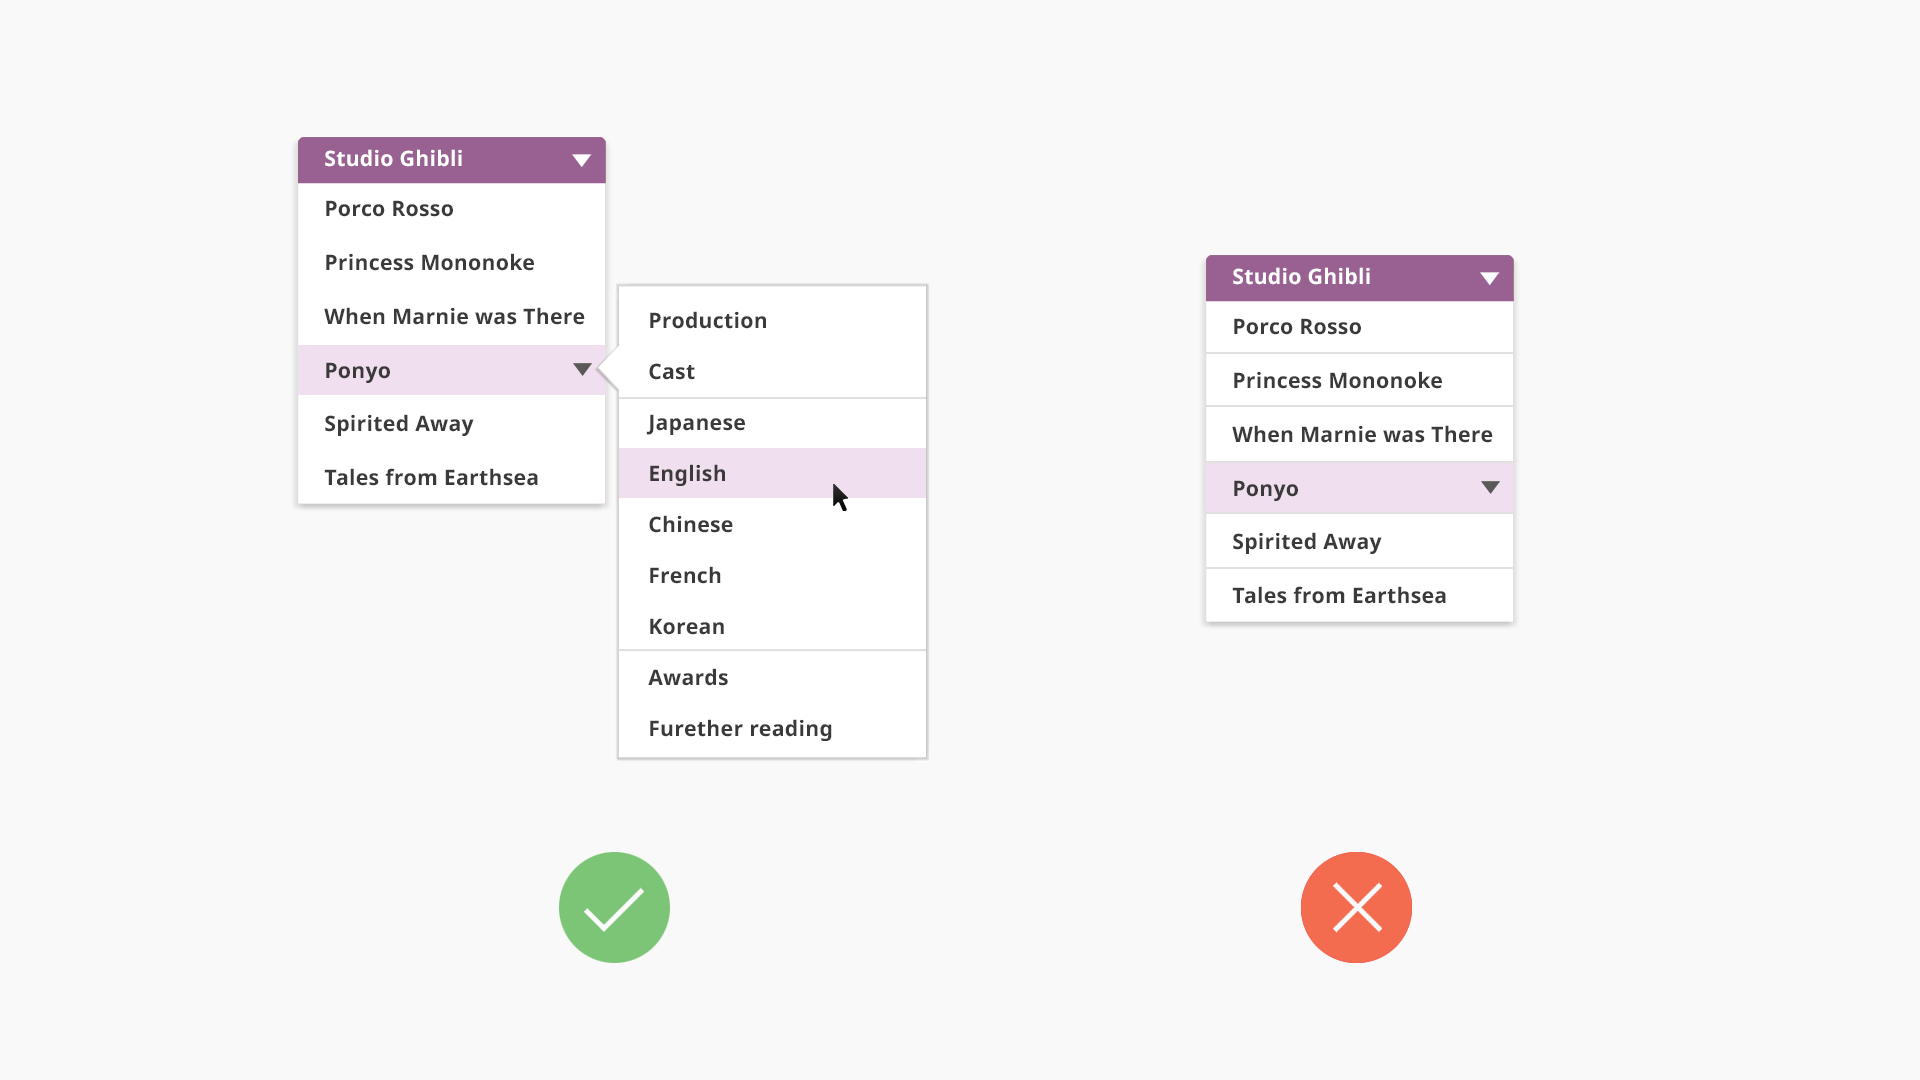 Studio Ghibli
Porco Rosso
Princess Mononoke
When Marnie was There
Ponyo
Spirited Away
Tales from Earthsea
Production
Cast
Japanese
English
Chinese
French
Korean
Awards
Furether reading
Studio Ghibli
Porco Rosso
Princess Mononoke
When Marnie was There
Ponyo
Spirited Away
Tales from Earthsea